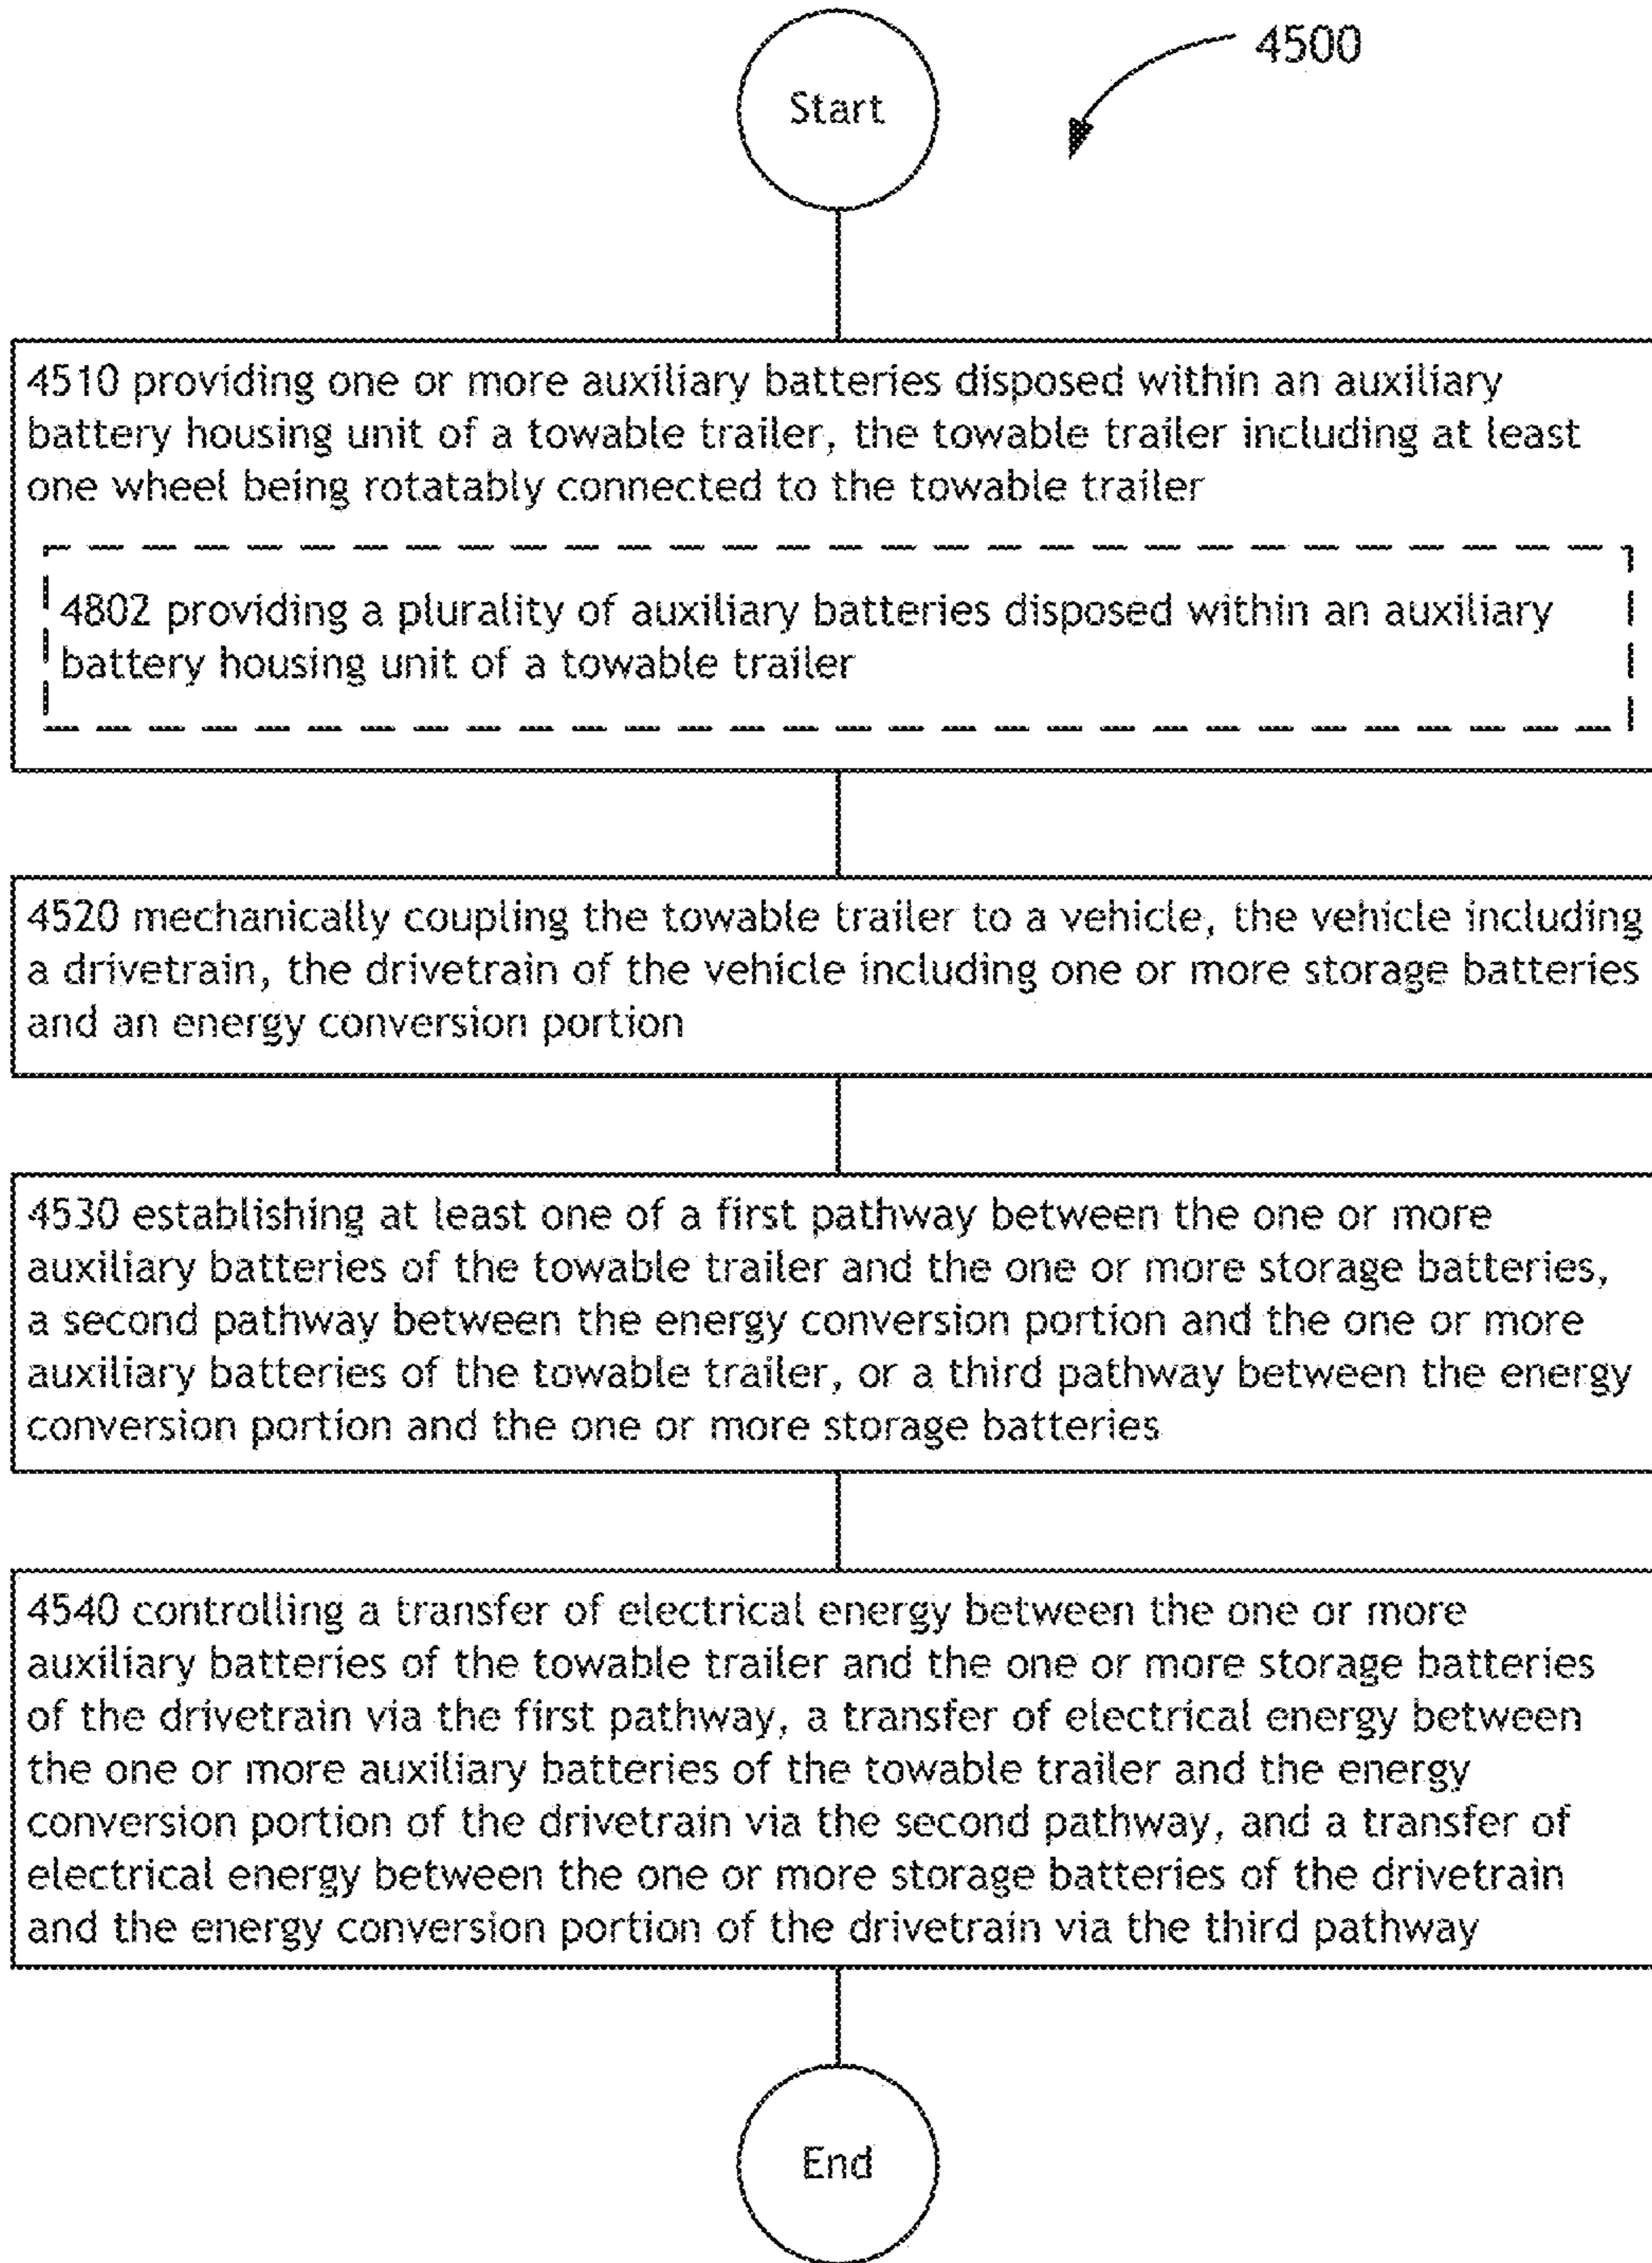 4500
Start
4510 providing one or more auxiliary batteries disposed within an auxiliary
battery housing unit of a towable trailer, the towable trailer including at least
one wheel being rotatably connected to the towable trailer
4802 providing a plurality of auxiliary batteries disposed within an auxiliary
battery housing unit of a towable trailer
4520 mechanically coupling the towable trailer to a vehicle, the vehicle including
a drivetrain, the drivetrain of the vehicle including one or more storage batteries
and an energy conversion portion
4530 establishing at least one of a first pathway between the one or more
auxiliary batteries of the towable trailer and the one or more storage batteries,
a second pathway between the energy conversion portion and the one or more
auxiliary batteries of the towable trailer, or a third pathway between the energy
conversion portion and the one or more storage batteries
4540 controlling a transfer of electrical energy between the one or more
auxiliary batteries of the towable trailer and the one or more storage batteries
of the drivetrain via the first pathway, a transfer of electrical energy between
the one or more auxiliary batteries of the towable trailer and the energy
conversion portion of the drivetrain via the second pathway, and a transfer of
electrical energy between the one or more storage batteries of the drivetrain
and the energy conversion portion of the drivetrain via the third pathway
End